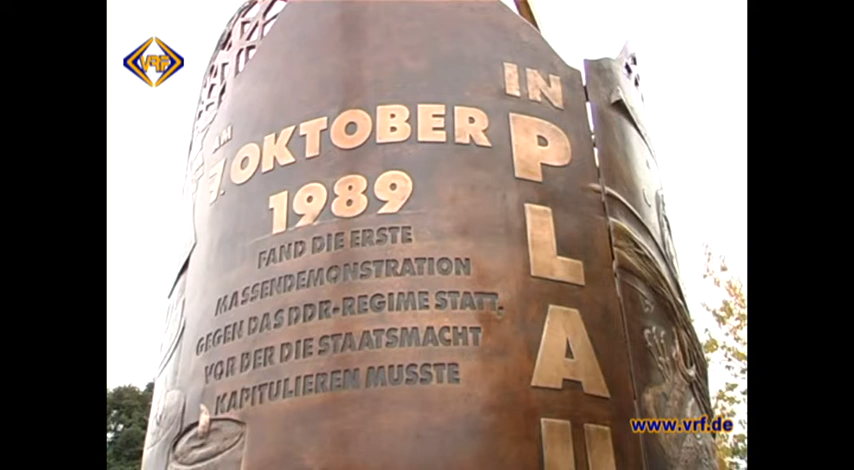 VRF
AM
7. OKTOBER
1989
FAND DIE ERSTE
MASSENDEMONSTRATION
GEGEN DAS DDR-REGIME STATT,
VOR DER DIE STAATSMACHT
KAPITULIEREN MUSSTE
IN
PLAU
www.vrf.de